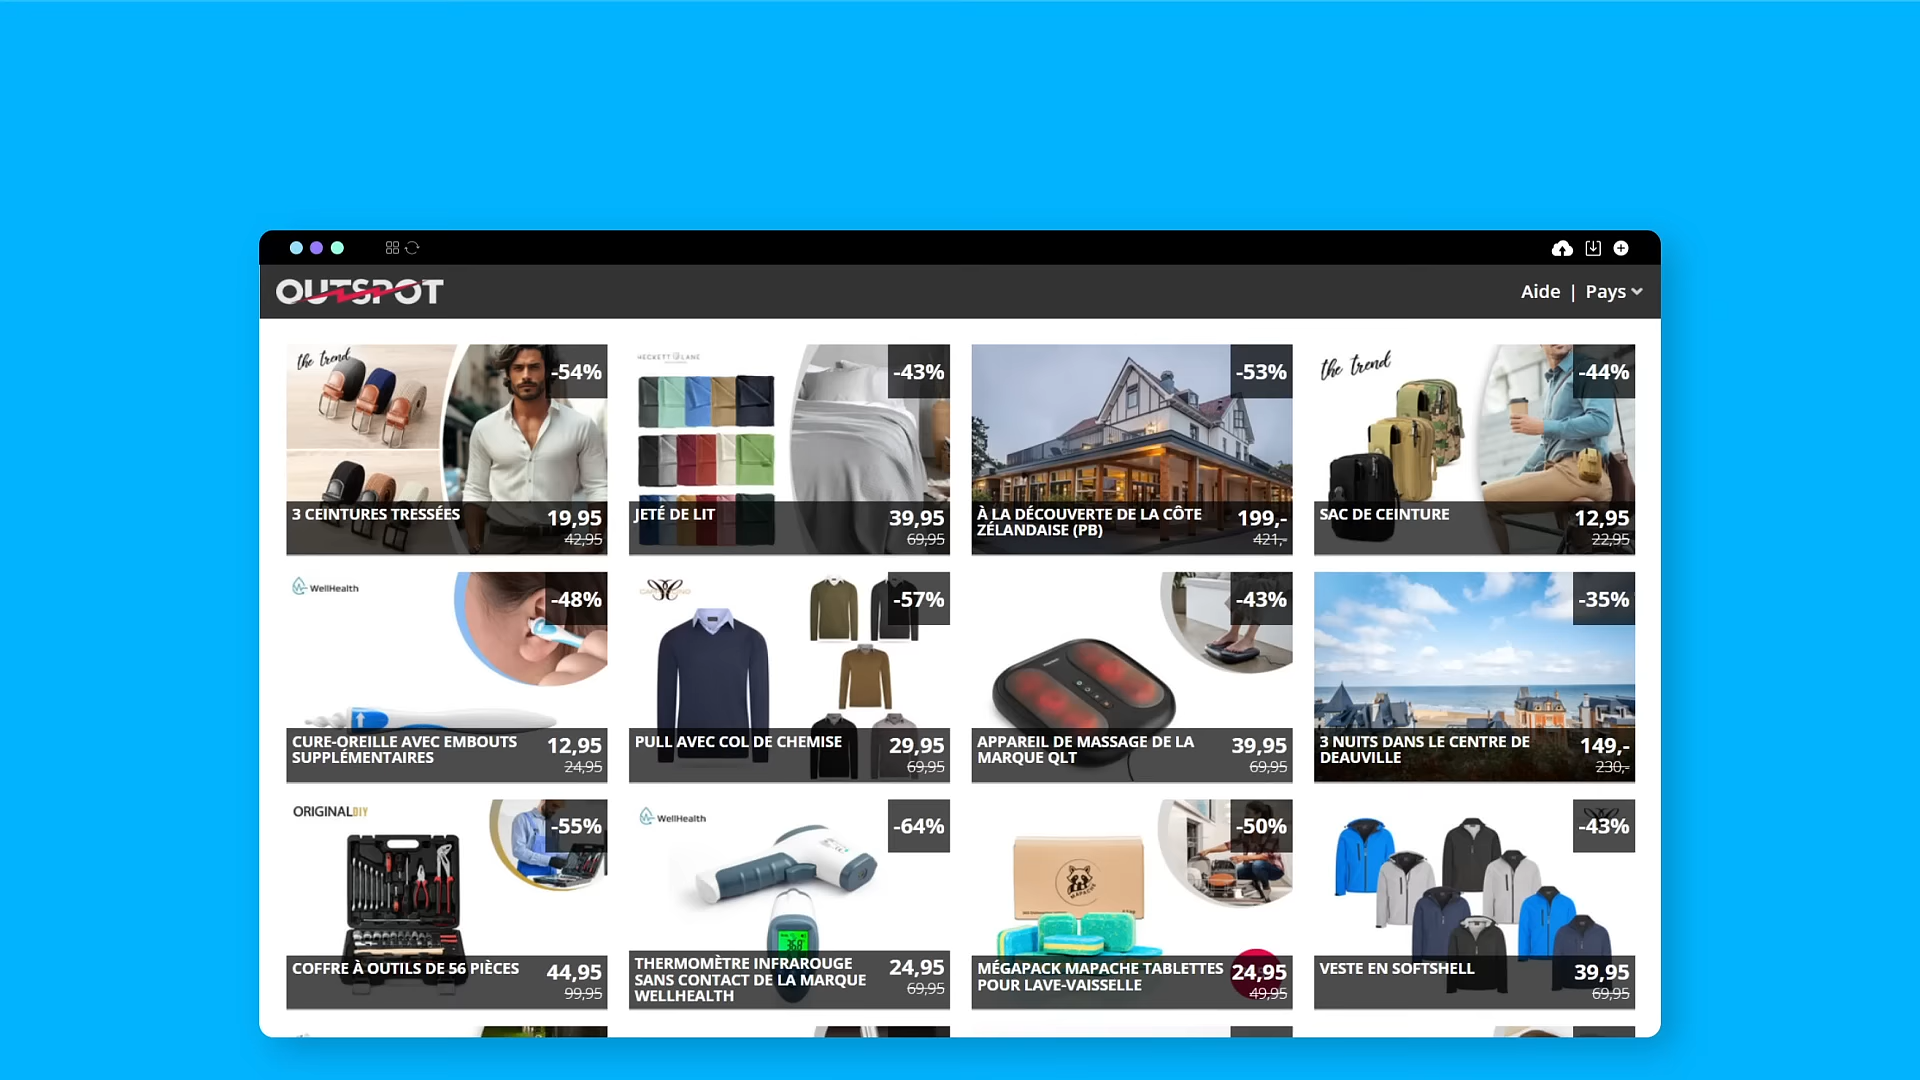 OUTSPOT
Aide | Pays
the trend
-54%
3 CEINTURES TRESSÉES
19,95
42,95
HECKETT LANE
-43%
JETÉ DE LIT
39,95
69,95
-53%
À LA DÉCOUVERTE DE LA CÔTE
ZÉLANDAISE (PB)
199,-
421,-
the trend
-44%
SAC DE CEINTURE
12,95
22,95
WellHealth
-48%
CURE-OREILLE AVEC EMBOUTS
SUPPLÉMENTAIRES
12,95
24,95
-57%
PULL AVEC COL DE CHEMISE
29,95
69,95
-43%
APPAREIL DE MASSAGE DE LA
MARQUE QLT
39,95
69,95
-35%
3 NUITS DANS LE CENTRE DE
DEAUVILLE
149,-
230,-
ORIGINALDIY
-55%
COFFRE À OUTILS DE 56 PIÈCES
44,95
99,95
WellHealth
-64%
36.8
THERMOMÈTRE INFRAROUGE
SANS CONTACT DE LA MARQUE
WELLHEALTH
24,95
69,95
-50%
MAPACHE
MÉGAPACK MAPACHE TABLETTES
POUR LAVE-VAISSELLE
24,95
49,95
-43%
VESTE EN SOFTSHELL
39,95
69,95